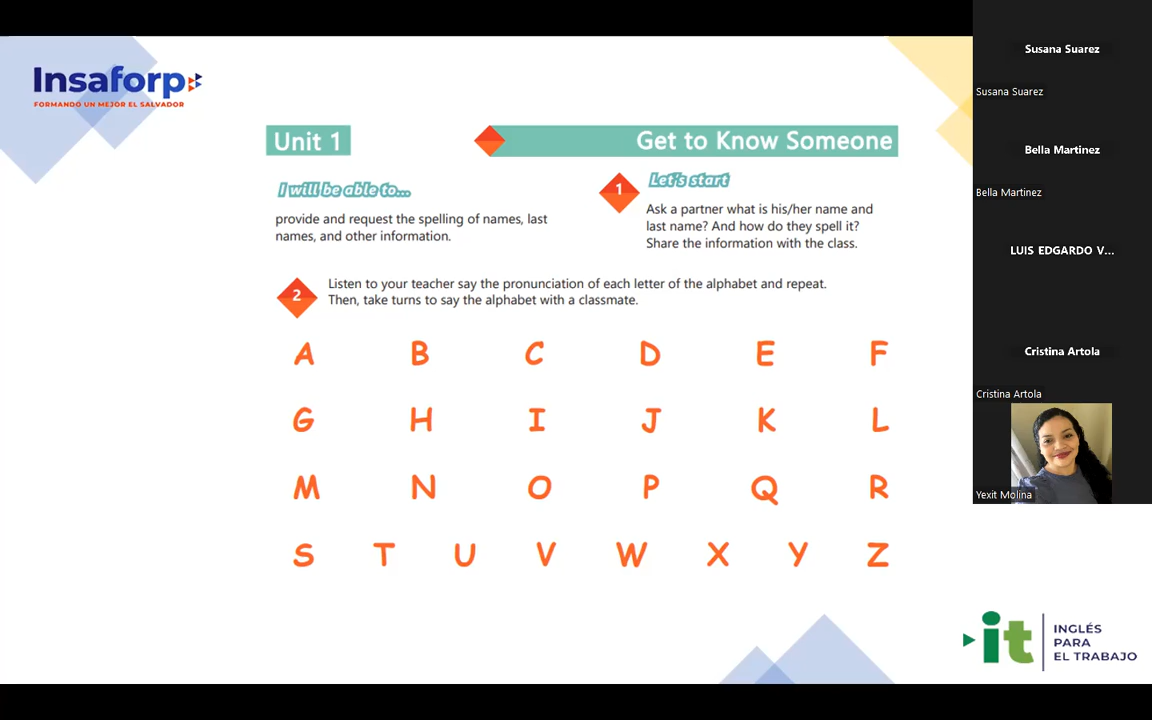 Insaforp
FORMANDO UN MEJOR EL SALVADOR
Unit 1
Get to Know Someone
I will be able to...
provide and request the spelling of names, last
names, and other information.
1
Let's start
Ask a partner what is his/her name and
last name? And how do they spell it?
Share the information with the class.
2
Listen to your teacher say the pronunciation of each letter of the alphabet and repeat.
Then, take turns to say the alphabet with a classmate.
A B C D E F
G H I J K L
M N O P Q R
S T U V W X Y Z
Susana Suarez
Susana Suarez
Bella Martinez
Bella Martinez
LUIS EDGARDO V...
Cristina Artola
Cristina Artola
Yexit Molina
it
INGLÉS
PARA
EL TRABAJO